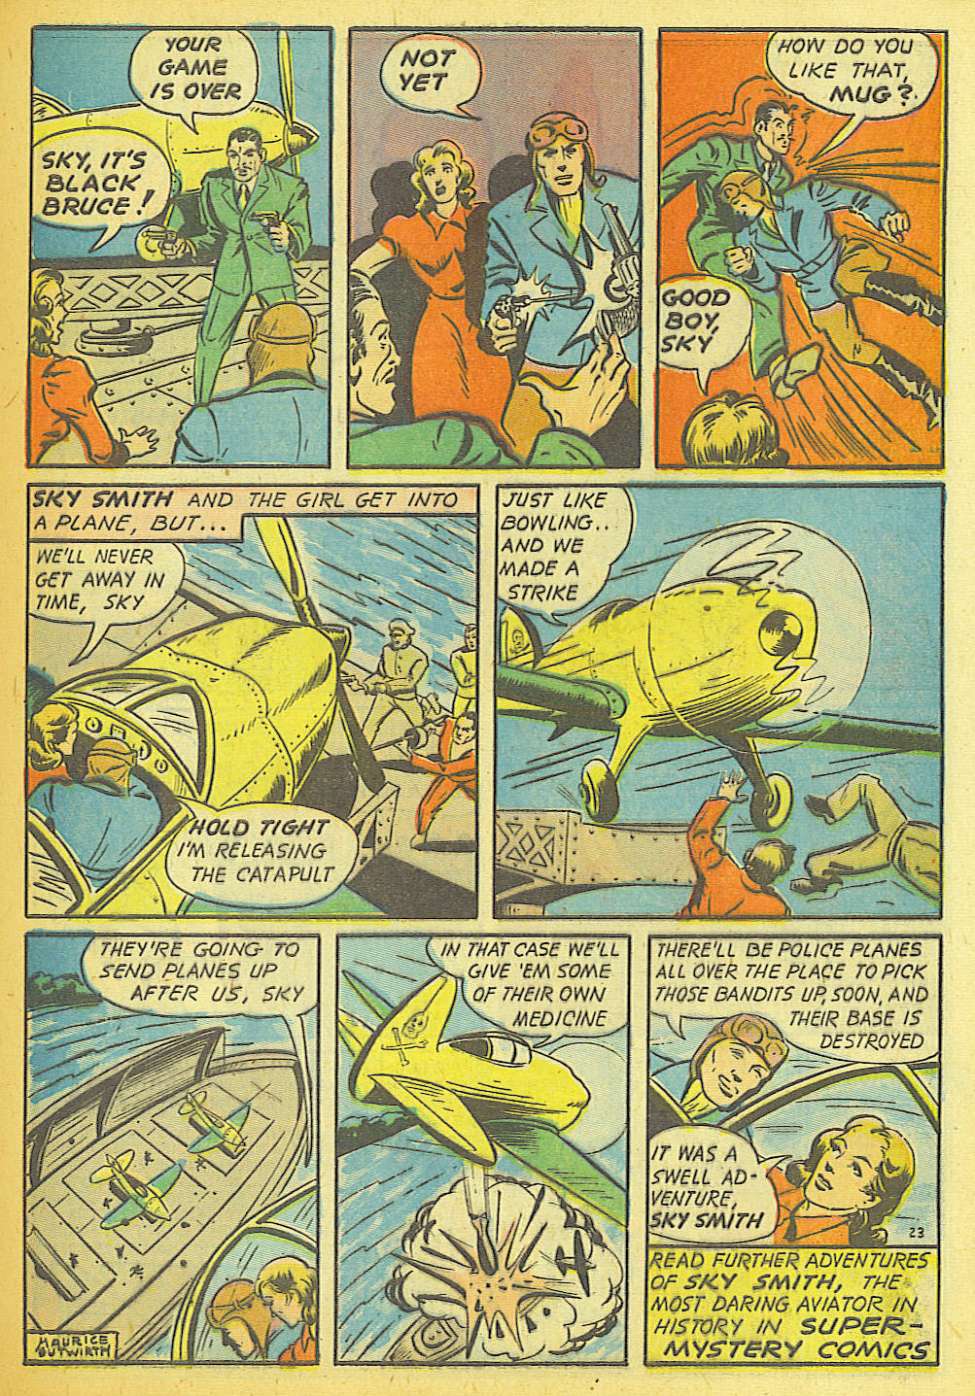 YOUR
GAME
IS OVER
SKY, IT'S
BLACK
BRUCE!
NOT
YET
HOW DO YOU
LIKE THAT,
MUG?
GOOD
BOY,
SKY
SKY SMITH AND THE GIRL GET INTO
A PLANE, BUT...
WE'LL NEVER
GET AWAY IN
TIME, SKY
HOLD TIGHT
I'M RELEASING
THE CATAPULT
JUST LIKE
BOWLING..
AND WE
MADE A
STRIKE
THEY'RE GOING TO
SEND PLANES UP
AFTER US, SKY
MAURICE
GUTWIRTH
IN THAT CASE WE'LL
GIVE 'EM SOME
OF THEIR OWN
MEDICINE
THERE'LL BE POLICE PLANES
ALL OVER THE PLACE TO PICK
THOSE BANDITS UP, SOON, AND
THEIR BASE IS
DESTROYED
IT WAS A
SWELL AD-
VENTURE,
SKY SMITH
23
READ FURTHER ADVENTURES
OF SKY SMITH, THE
MOST DARING AVIATOR IN
HISTORY IN SUPER-
MYSTERY COMICS